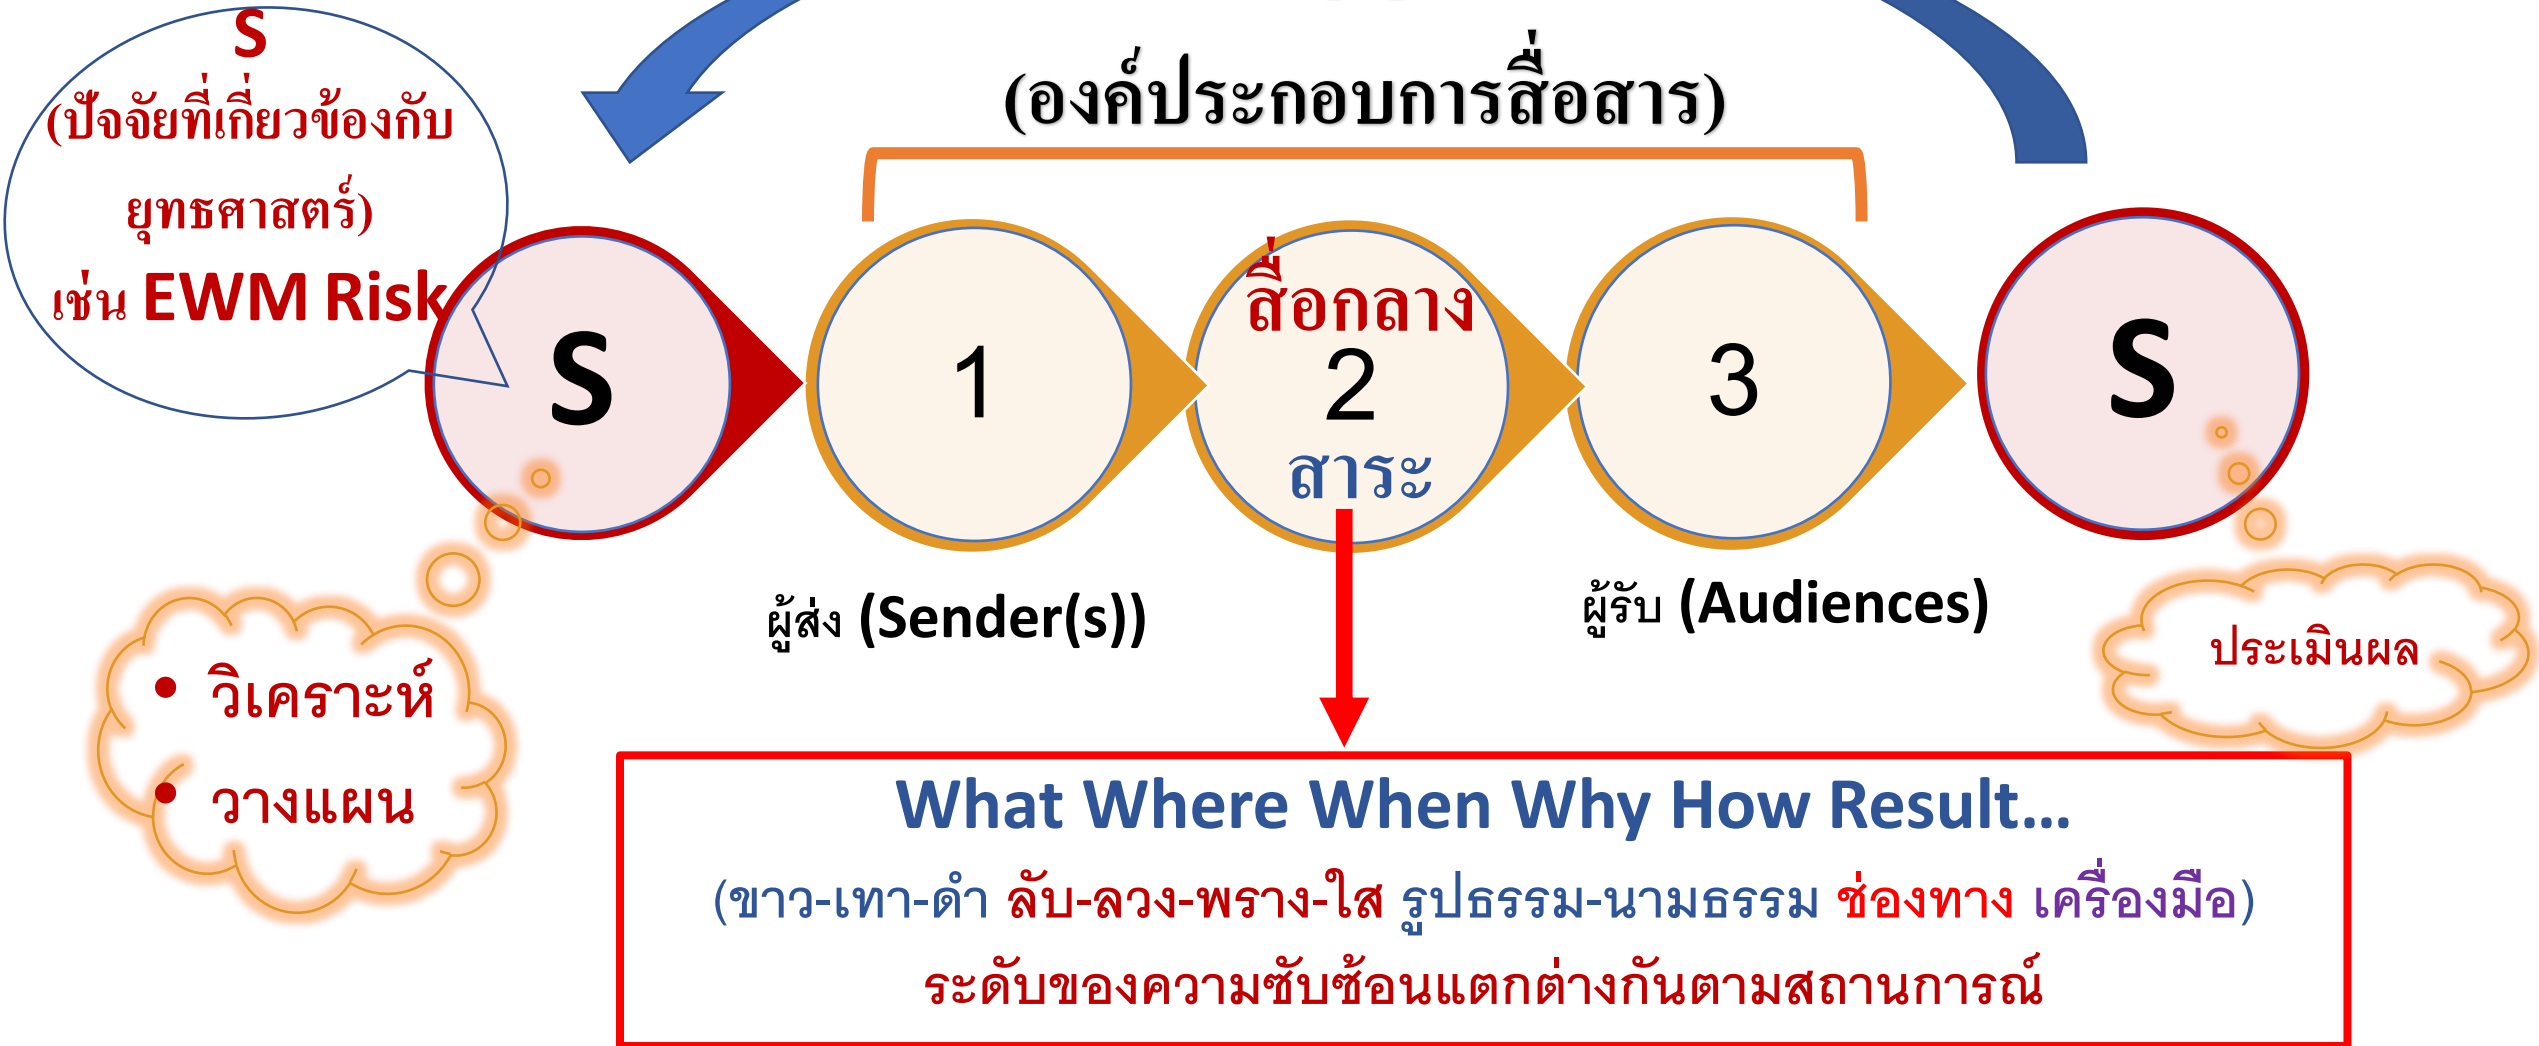 (องค์ประกอบการสื่อสาร)
S
(ปัจจัยที่เกี่ยวข้องกับ
ยุทธศาสตร์)
เช่น EWM Risk
S
1
สื่อกลาง
2
สาระ
3
S
ผู้ส่ง (Sender(s))
ผู้รับ (Audiences)
• วิเคราะห์
• วางแผน
ประเมินผล
What Where When Why How Result...
(ขาว-เทา-ดำ ลับ-ลวง-พราง-ใส รูปธรรม-นามธรรม ช่องทาง เครื่องมือ)
ระดับของความซับซ้อนแตกต่างกันตามสถานการณ์